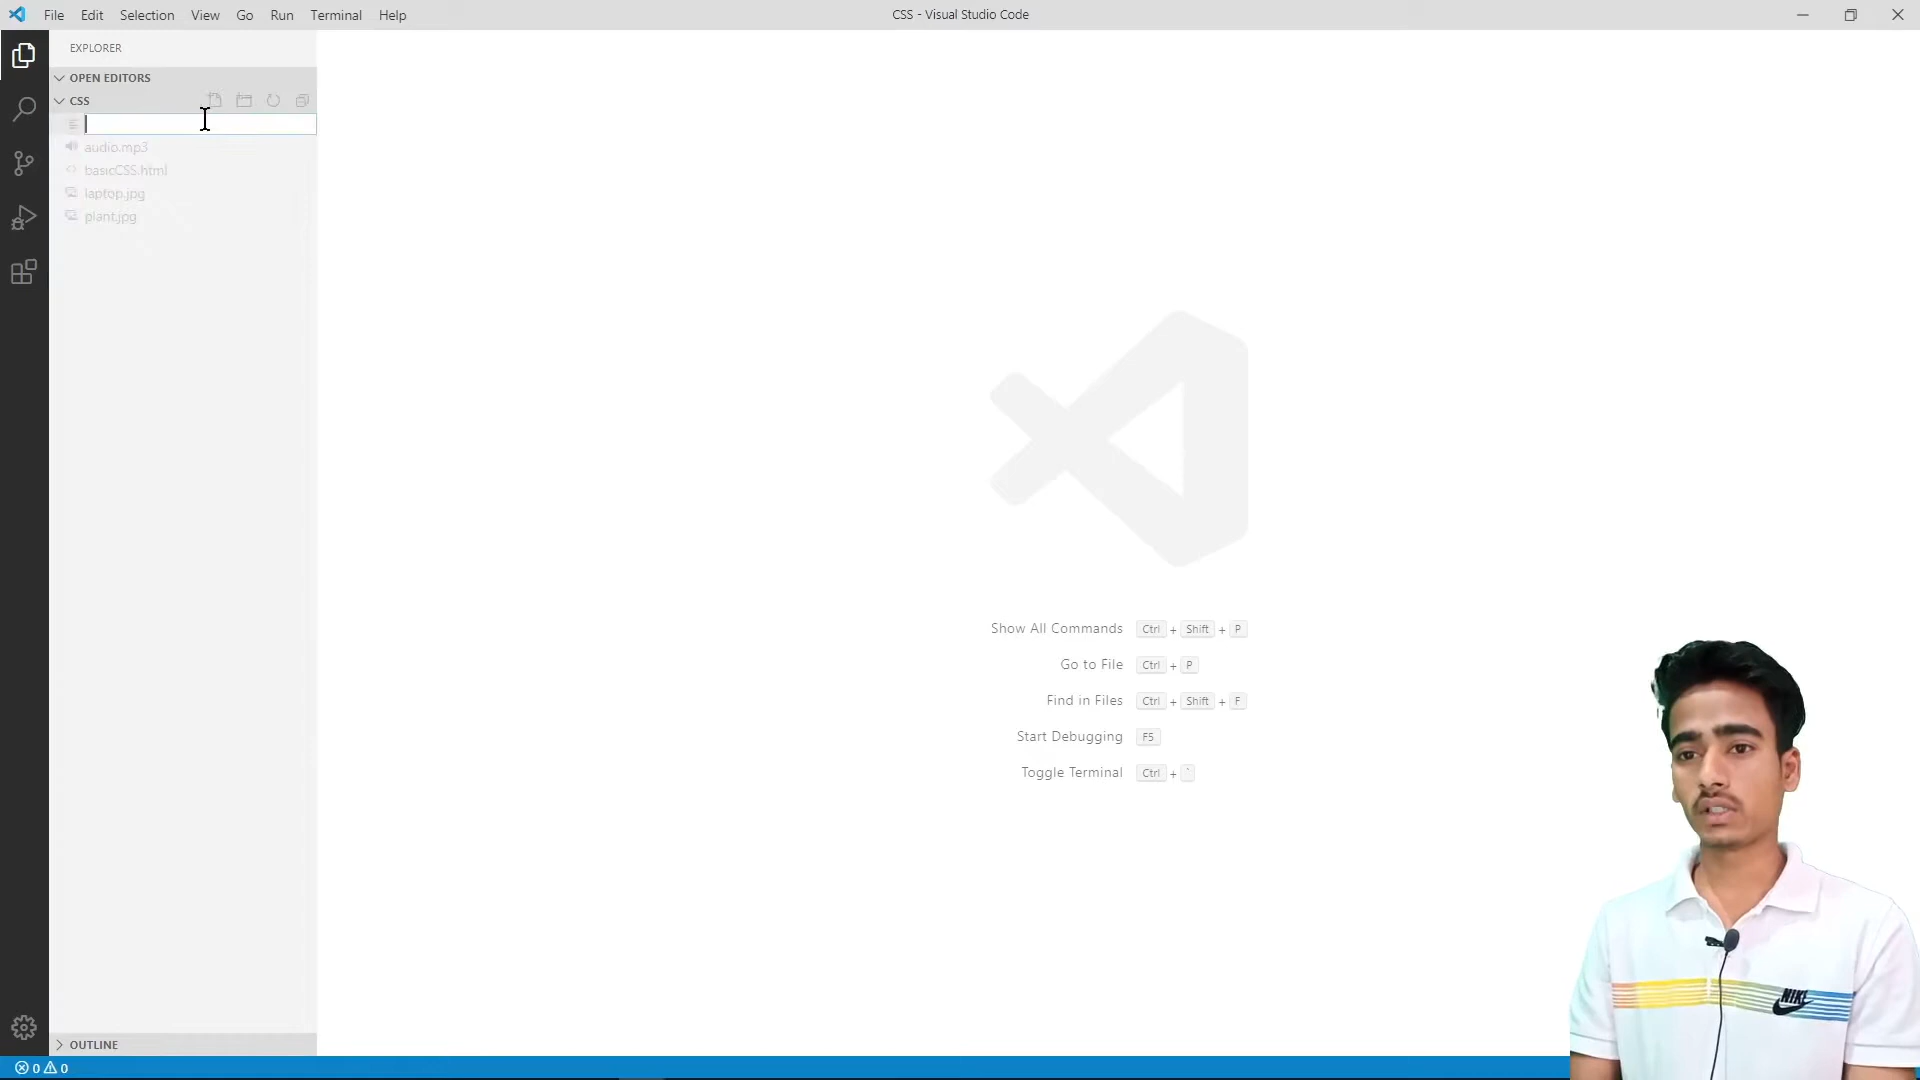 File Edit Selection View Go Run Terminal Help
CSS - Visual Studio Code
EXPLORER
OPEN EDITORS
CSS
audio.mp3
basicCSS.html
laptop.jpg
plant.jpg
Show All Commands Ctrl + Shift + P
Go to File Ctrl + P
Find in Files Ctrl + Shift + F
Start Debugging F5
Toggle Terminal Ctrl + `
NIKE
OUTLINE
0 0